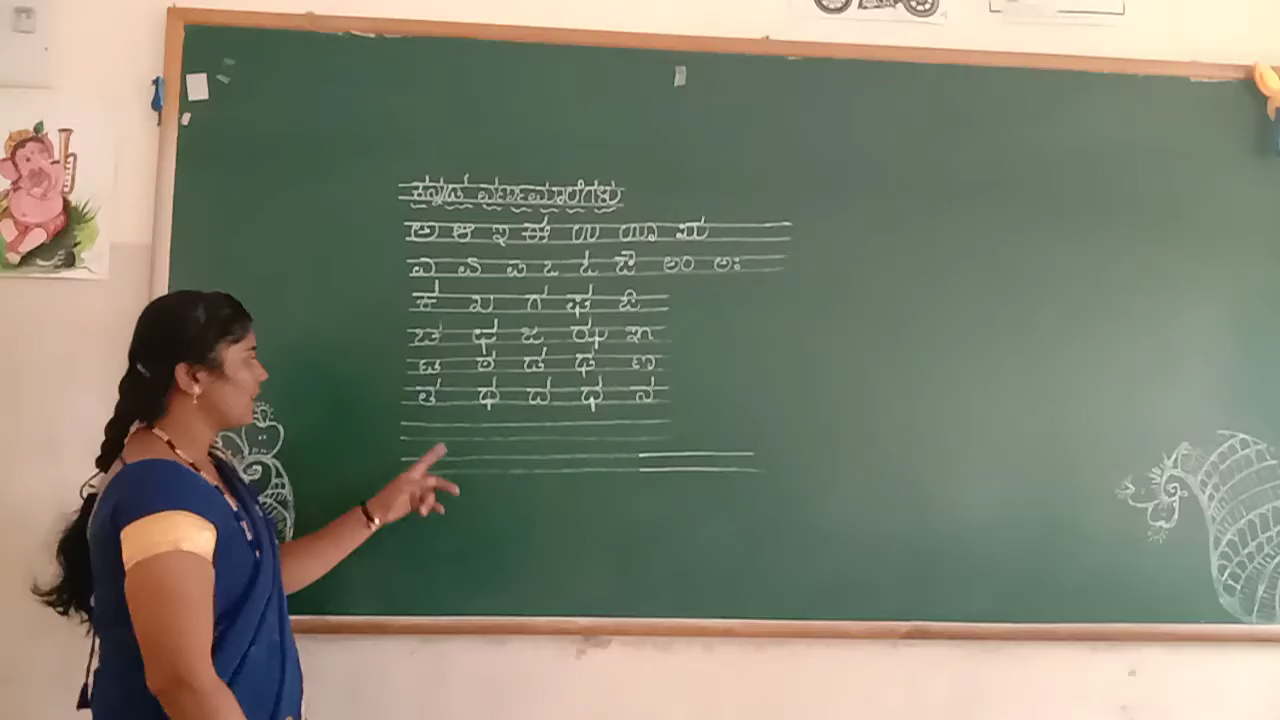 ಕನ್ನಡ ವರ್ಣಮಾಲೆಗಳು
ಅ ಆ ಇ ಈ ಉ ಊ ಋ
ಎ ಏ ಐ ಒ ಓ ಔ ಅಂ ಅಃ
ಕ ಖ ಗ ಘ ಙ
ಚ ಛ ಜ ಝ ಞ
ಟ ಠ ಡ ಢ ಣ
ತ ಥ ದ ಧ ನ